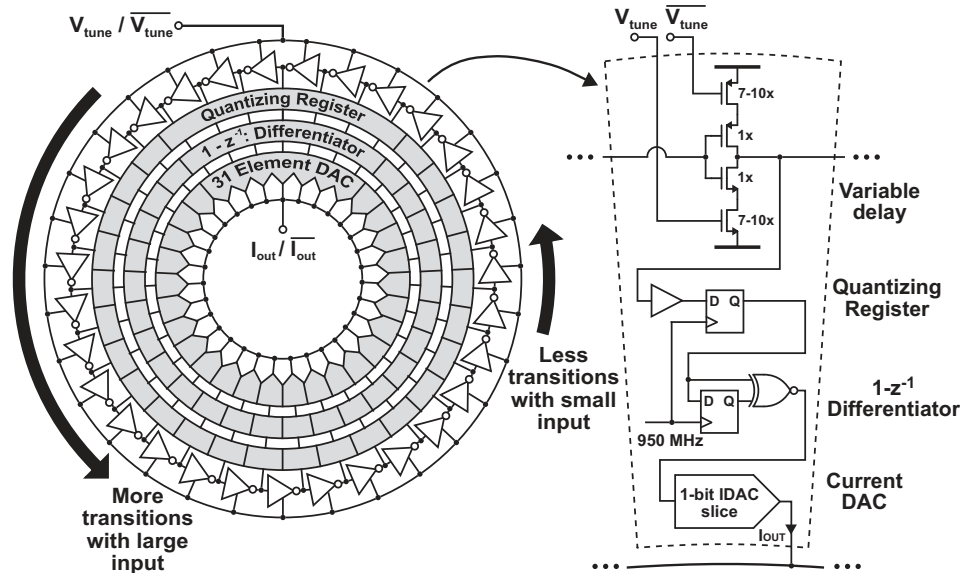 V_tune / V̅_tune
Quantizing Register
1 - z⁻¹: Differentiator
31 Element DAC
I_out / I̅_out
More
transitions
with large
input
Less
transitions
with small
input
V_tune V̅_tune
7-10x
1x
1x
7-10x
Variable
delay
D Q
Quantizing
Register
D Q
950 MHz
1-z⁻¹
Differentiator
1-bit IDAC
slice
I_OUT
Current
DAC